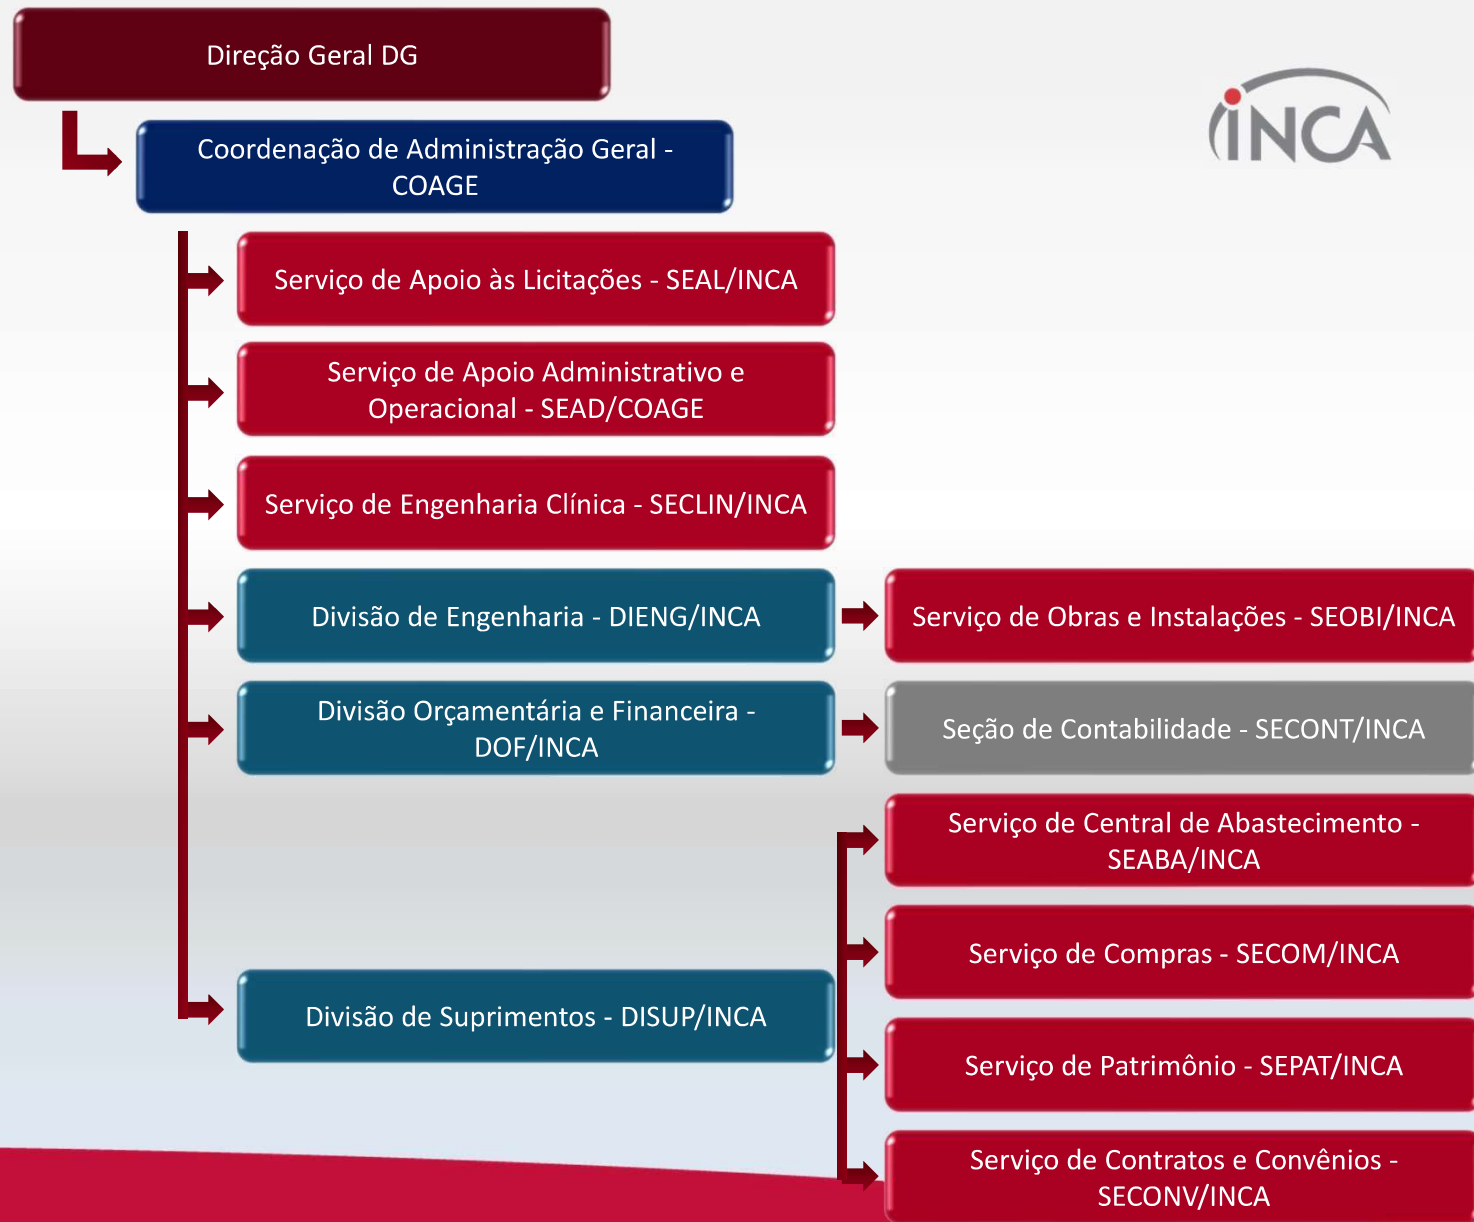 Direção Geral DG
INCA
Coordenação de Administração Geral -
COAGE
Serviço de Apoio às Licitações - SEAL/INCA
Serviço de Apoio Administrativo e
Operacional - SEAD/COAGE
Serviço de Engenharia Clínica - SECLIN/INCA
Divisão de Engenharia - DIENG/INCA
Serviço de Obras e Instalações - SEOBI/INCA
Divisão Orçamentária e Financeira -
DOF/INCA
Seção de Contabilidade - SECONT/INCA
Serviço de Central de Abastecimento -
SEABA/INCA
Serviço de Compras - SECOM/INCA
Divisão de Suprimentos - DISUP/INCA
Serviço de Patrimônio - SEPAT/INCA
Serviço de Contratos e Convênios -
SECONV/INCA